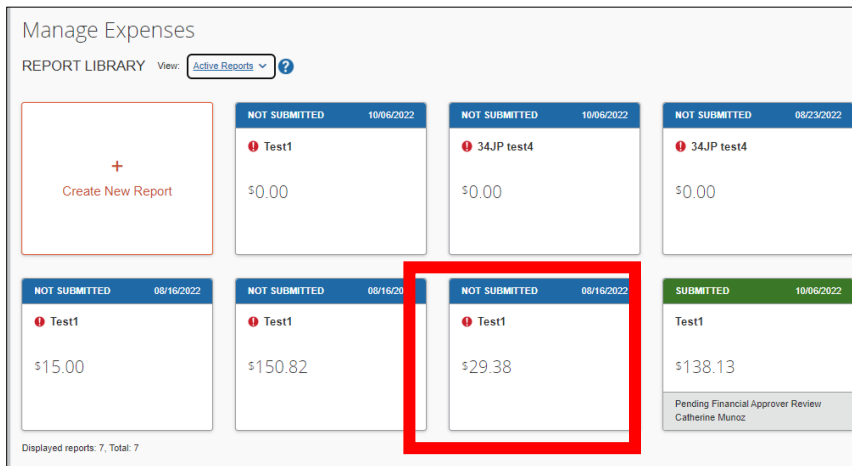 Manage Expenses
REPORT LIBRARY View: Active Reports ?
NOT SUBMITTED 10/06/2022
NOT SUBMITTED 10/06/2022
NOT SUBMITTED 08/23/2022
+
Create New Report
! Test1
! 34JP test4
! 34JP test4
$0.00
$0.00
$0.00
NOT SUBMITTED 08/16/2022
NOT SUBMITTED 08/16/2022
NOT SUBMITTED 08/16/2022
SUBMITTED 10/06/2022
! Test1
! Test1
! Test1
Test1
$15.00
$150.82
$29.38
$138.13
Pending Financial Approver Review
Catherine Munoz
Displayed reports: 7, Total: 7